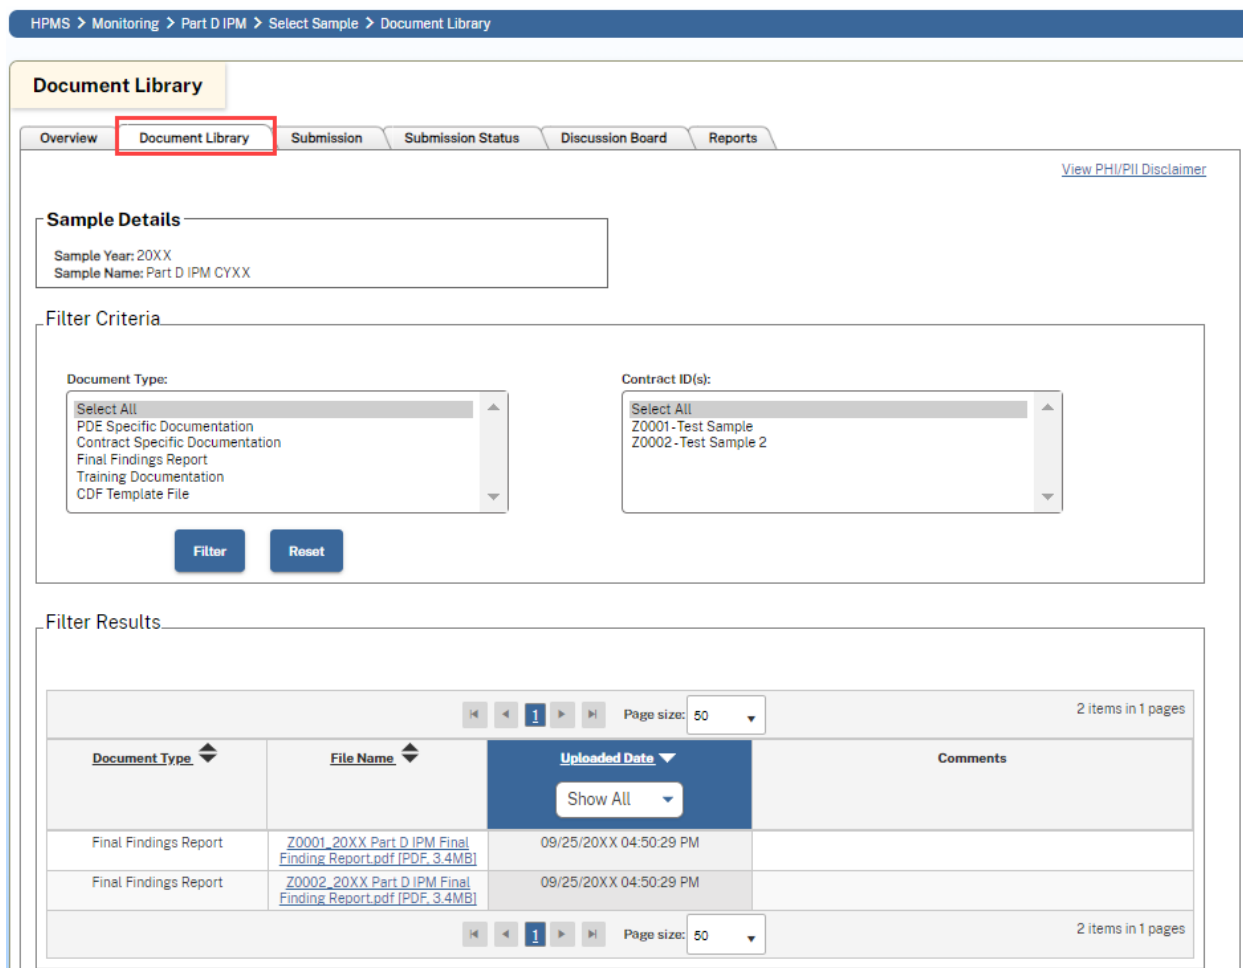 HPMS > Monitoring > Part D IPM > Select Sample > Document Library
Document Library
Overview Document Library Submission Submission Status Discussion Board Reports
View PHI/PII Disclaimer
Sample Details
Sample Year: 20XX
Sample Name: Part D IPM CYXX
Filter Criteria
Document Type: Contract ID(s):
Select All Select All
PDE Specific Documentation Z0001-Test Sample
Contract Specific Documentation Z0002-Test Sample 2
Final Findings Report
Training Documentation
CDF Template File
Filter Reset
Filter Results
1 Page size: 50 2 items in 1 pages
Document Type File Name Uploaded Date Comments
Show All
Final Findings Report Z0001_20XX Part D IPM Final 09/25/20XX 04:50:29 PM
Finding Report.pdf [PDF, 3.4MB]
Final Findings Report Z0002_20XX Part D IPM Final 09/25/20XX 04:50:29 PM
Finding Report.pdf [PDF, 3.4MB]
1 Page size: 50 2 items in 1 pages